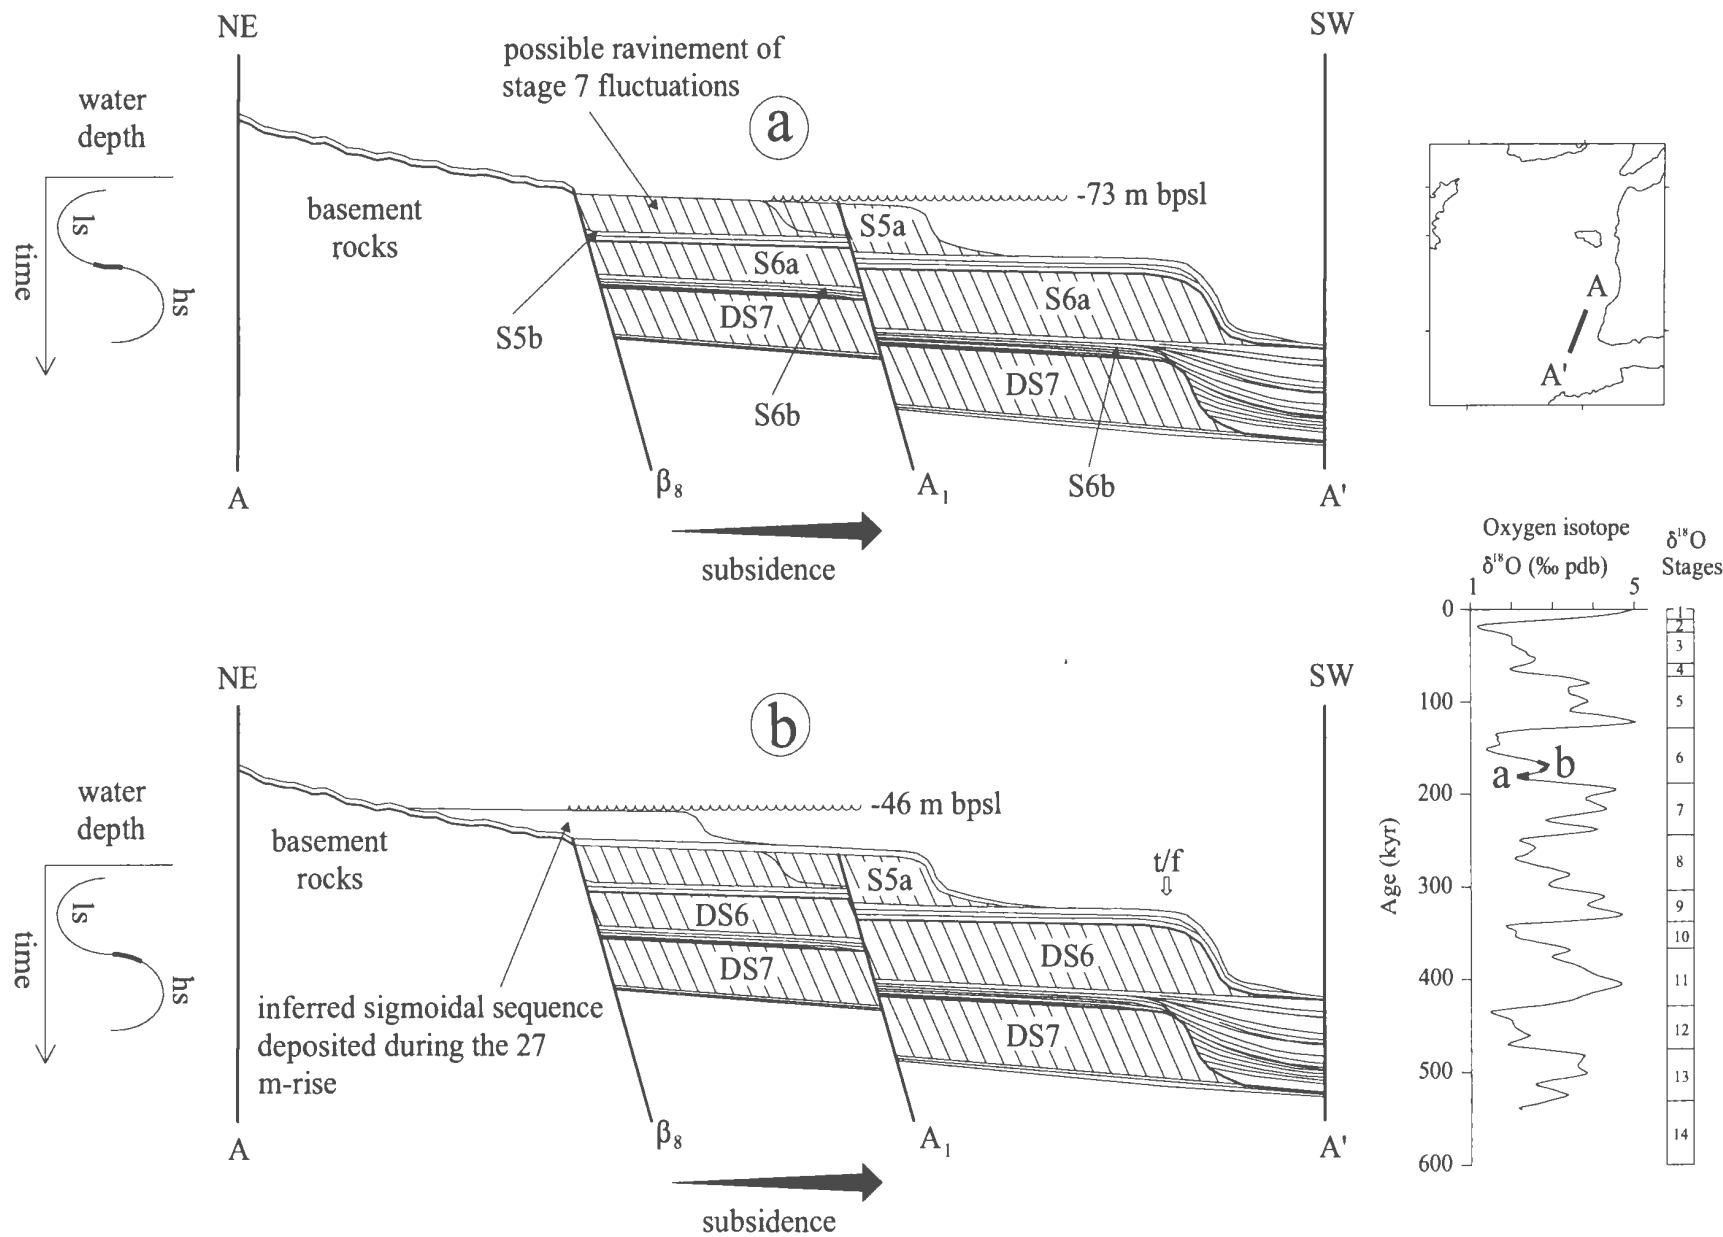 NE
SW
possible ravinement of
stage 7 fluctuations
a
water
depth
ls
hs
time
basement
rocks
-73 m bpsl
S5a
S6a
S6a
DS7
DS7
S5b
S6b
S6b
A
β₈
A₁
A'
subsidence
A
A'
Oxygen isotope
δ¹⁸O (‰ pdb)
δ¹⁸O
Stages
1
5
0
100
200
300
400
500
600
Age (kyr)
a
b
1
2
3
4
5
6
7
8
9
10
11
12
13
14
NE
SW
b
water
depth
ls
hs
time
-46 m bpsl
basement
rocks
t/f
S5a
DS6
DS6
DS7
DS7
inferred sigmoidal sequence
deposited during the 27
m-rise
A
β₈
A₁
A'
subsidence